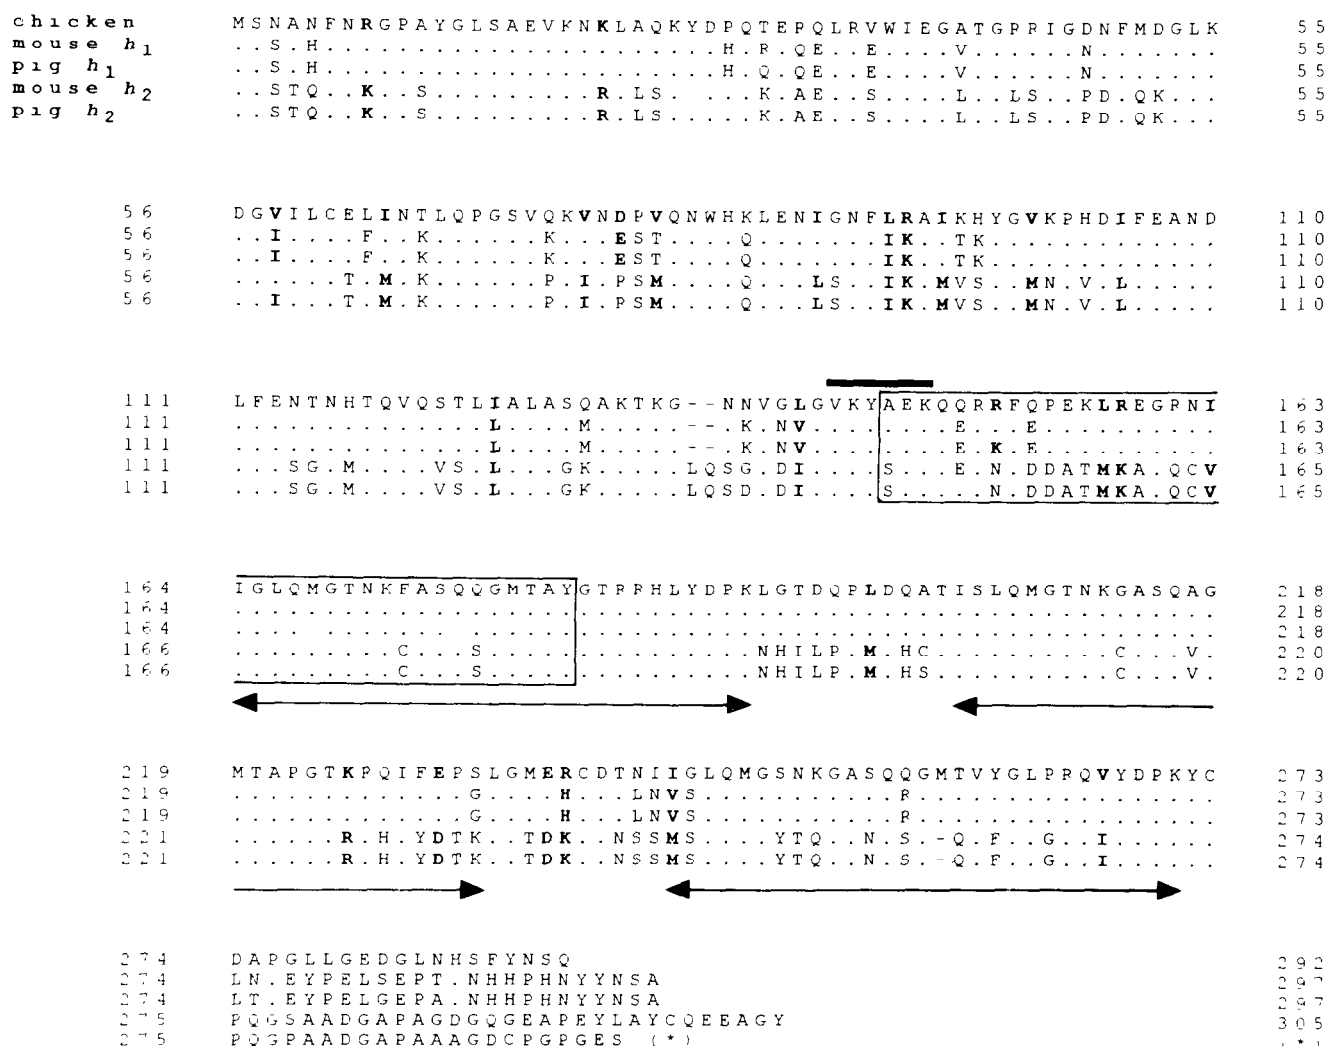 chicken MSNANFNRGPAYGLSAEVKNKLAQKYDPQTEPQLRVWIEGATGPRIGDNFMDGLK 55
mouse h1 ..S.H......................H.R.QE..E....V......N....... 55
pig h1 ..S.H......................H.Q.QE..E....V......N....... 55
mouse h2 ..STQ..K..S.........R.LS. ...K.AE..S....L..LS..PD.QK... 55
pig h2 ..STQ..K..S.........R.LS.....K.AE..S....L..LS..PD.QK... 55
56 DGVILCELINTLQPGSVQKVNDPVQNWHKLENIGNFLRAIKHYGVKPHDIFEAND 110
56 ..I....F..K......K...EST....Q.......IK..TK............. 110
56 ..I....F..K......K...EST....Q.......IK..TK............. 110
56 ......T.M.K......P.I.PSM....Q...LS..IK.MVS..MN.V.L..... 110
56 ..I...T.M.K......P.I.PSM....Q...LS..IK.MVS..MN.V.L..... 110
111 LFENTNHTQVQSTLIALASQAKTKG--NNVGLGVKYAEKQQRRFQPEKLREGPNI 163
111 ..............L....M.....--.K.NV........E...E.......... 163
111 ..............L....M.....--.K.NV........E.K.E.......... 163
111 ...SG.M....VS.L...GK.....LQSG.DI....S...E.N.DDATMKA.QCV 165
111 ...SG.M....VS.L...GK.....LQSD.DI....S.....N.DDATMKA.QCV 165
164 IGLQMGTNKFASQQGMTAYGTRRHLYDPKLGTDQPLDQATISLQMGTNKGASQAG 218
164 ....................................................... 218
164 ....................................................... 218
166 .........C...S...............NHILP.M.HC..........C...V. 220
166 .........C...S...............NHILP.M.HS..........C...V. 220
219 MTAPGTKRQIFEPSLGMERCDTNIIGLQMGSNKGASQQGMTVYGLPRQVYDPKYC 273
219 .............G....H...LNVS...........R................. 273
219 .............G....H...LNVS...........R................. 273
221 ......R.H.YDTK..TDK..NSSMS.....YTQ..N.S.-Q.F..G..I..... 274
221 ......R.H.YDTK..TDK..NSSMS.....YTQ..N.S.-Q.F..G..I..... 274
274 DAPGLLGEDGLNHSFYNSQ 292
274 LN.EYPELSEPT.NHHPHNYYNSA 297
274 LT.EYPELGEPA.NHHPHNYYNSA 297
275 PQGSAADGAPAGDGQGEAPEYLAYCQEEAGY 305
275 PQGPAADGAPAAAGDCPGPGES (*) (*)